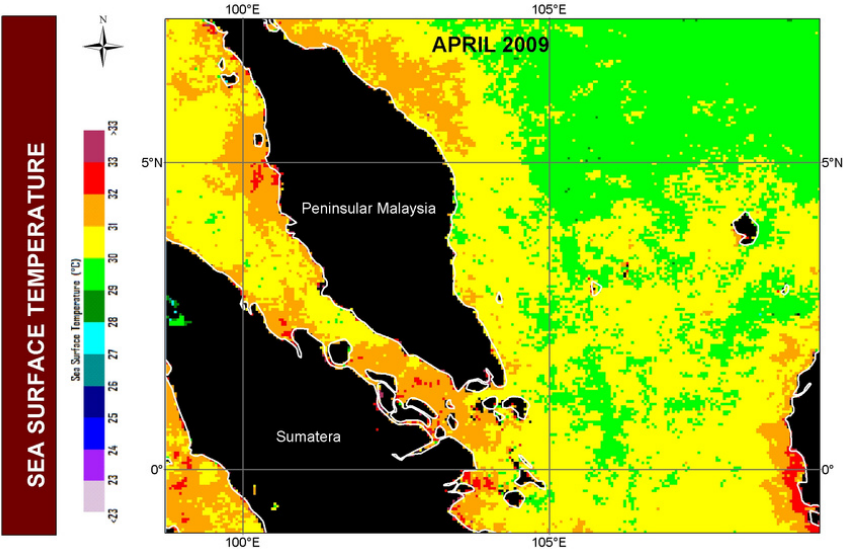 100°E
105°E
N
APRIL 2009
SEA SURFACE TEMPERATURE
Sea Surface Temperature (°C)
>33
33
32
31
30
29
28
27
26
25
24
23
<23
5°N
5°N
Peninsular Malaysia
Sumatera
0°
0°
100°E
105°E